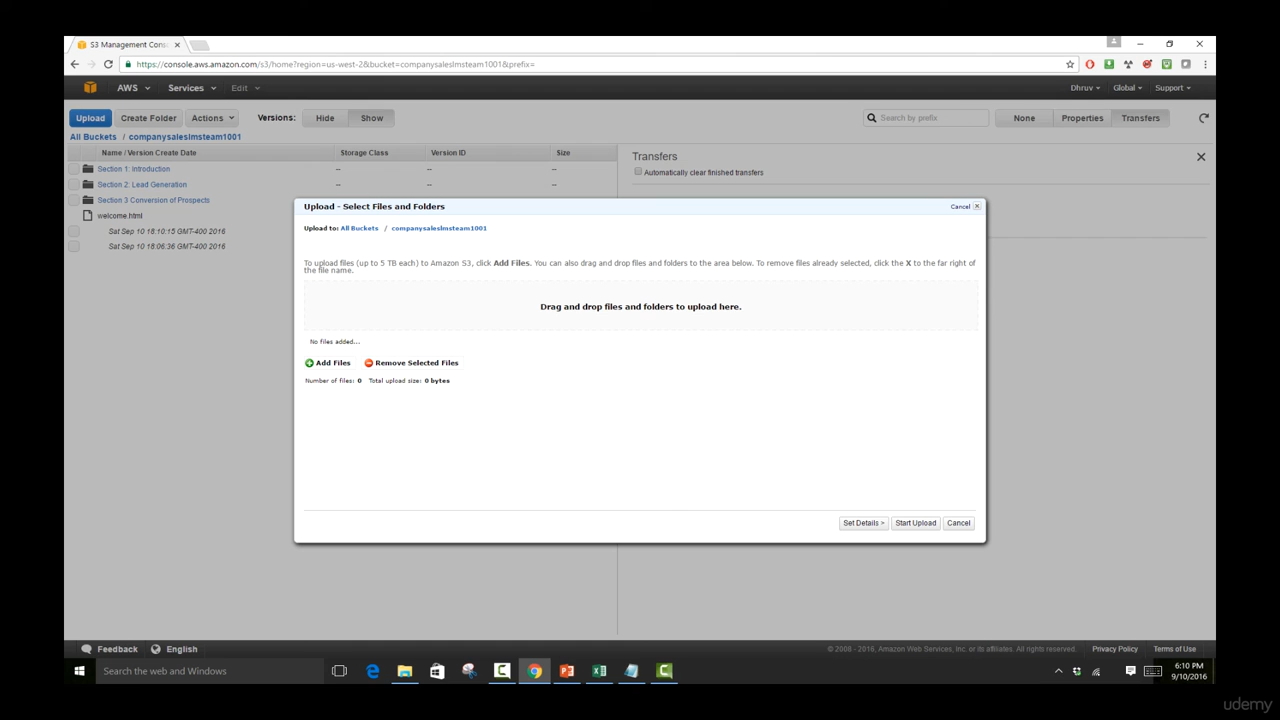 S3 Management Cons
https://console.aws.amazon.com/s3/home?region=us-west-2&bucket=companysaleslmsteam1001&prefix=
AWS Services Edit Dhruv Global Support
Upload Create Folder Actions Versions: Hide Show Search by prefix None Properties Transfers
All Buckets / companysaleslmsteam1001
Name / Version Create Date Storage Class Version ID Size
Transfers
Section 1: Introduction -- -- --
Automatically clear finished transfers
Section 2: Lead Generation -- -- --
Section 3 Conversion of Prospects
welcome.html
Sat Sep 10 18:10:15 GMT-400 2016
Sat Sep 10 18:06:36 GMT-400 2016
Upload - Select Files and Folders Cancel
Upload to: All Buckets / companysaleslmsteam1001
To upload files (up to 5 TB each) to Amazon S3, click Add Files. You can also drag and drop files and folders to the area below. To remove files already selected, click the X to the far right of
the file name.
Drag and drop files and folders to upload here.
No files added...
Add Files Remove Selected Files
Number of files: 0 Total upload size: 0 bytes
Set Details > Start Upload Cancel
Feedback English © 2008 - 2016, Amazon Web Services, Inc. or its affiliates. All rights reserved. Privacy Policy Terms of Use
Search the web and Windows
6:10 PM
9/10/2016
udemy